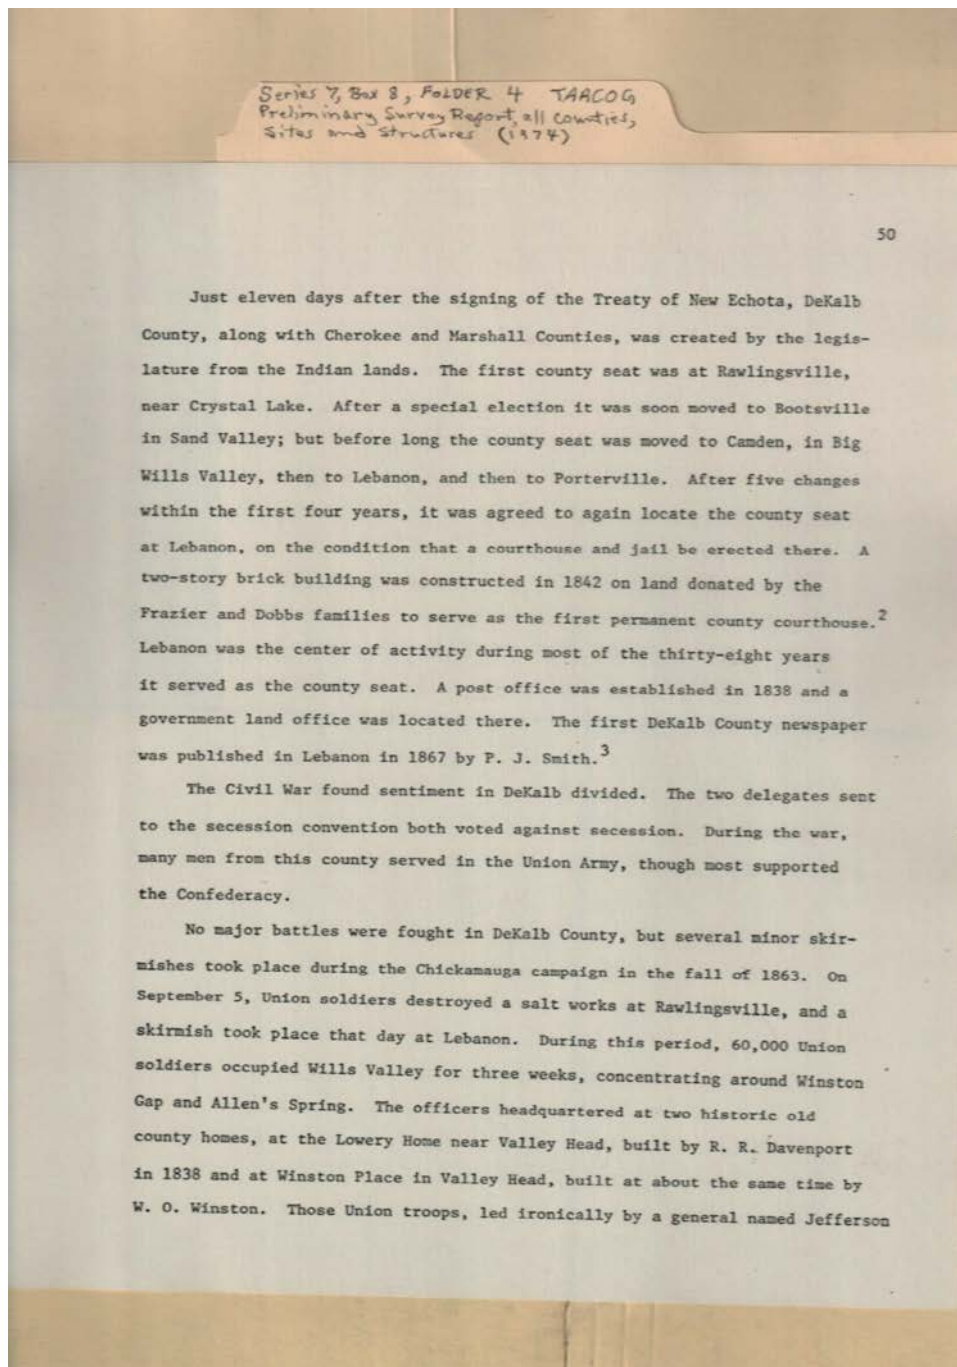 Series 7, Box 8, FOLDER 4 TAACOG
Preliminary Survey Report, all counties,
Sites and Structures (1974)
50
Just eleven days after the signing of the Treaty of New Echota, DeKalb
County, along with Cherokee and Marshall Counties, was created by the legis-
lature from the Indian lands. The first county seat was at Rawlingsville,
near Crystal Lake. After a special election it was soon moved to Bootsville
in Sand Valley; but before long the county seat was moved to Camden, in Big
Wills Valley, then to Lebanon, and then to Porterville. After five changes
within the first four years, it was agreed to again locate the county seat
at Lebanon, on the condition that a courthouse and jail be erected there. A
two-story brick building was constructed in 1842 on land donated by the
Frazier and Dobbs families to serve as the first permanent county courthouse.2
Lebanon was the center of activity during most of the thirty-eight years
it served as the county seat. A post office was established in 1838 and a
government land office was located there. The first DeKalb County newspaper
was published in Lebanon in 1867 by P. J. Smith.3
The Civil War found sentiment in DeKalb divided. The two delegates sent
to the secession convention both voted against secession. During the war,
many men from this county served in the Union Army, though most supported
the Confederacy.
No major battles were fought in DeKalb County, but several minor skir-
mishes took place during the Chickamauga campaign in the fall of 1863. On
September 5, Union soldiers destroyed a salt works at Rawlingsville, and a
skirmish took place that day at Lebanon. During this period, 60,000 Union
soldiers occupied Wills Valley for three weeks, concentrating around Winston
Gap and Allen's Spring. The officers headquartered at two historic old
county homes, at the Lowery Home near Valley Head, built by R. R. Davenport
in 1838 and at Winston Place in Valley Head, built at about the same time by
W. O. Winston. Those Union troops, led ironically by a general named Jefferson